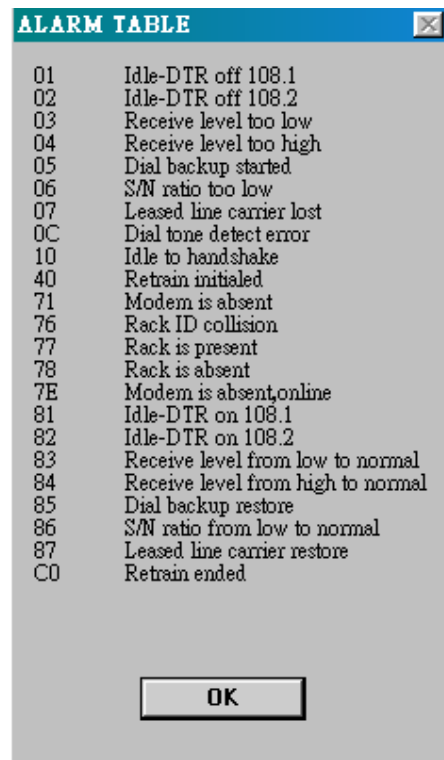 ALARM TABLE
01 Idle-DTR off 108.1
02 Idle-DTR off 108.2
03 Receive level too low
04 Receive level too high
05 Dial backup started
06 S/N ratio too low
07 Leased line carrier lost
0C Dial tone detect error
10 Idle to handshake
40 Retrain initialed
71 Modem is absent
76 Rack ID collision
77 Rack is present
78 Rack is absent
7E Modem is absent,online
81 Idle-DTR on 108.1
82 Idle-DTR on 108.2
83 Receive level from low to normal
84 Receive level from high to normal
85 Dial backup restore
86 S/N ratio from low to normal
87 Leased line carrier restore
C0 Retrain ended
OK